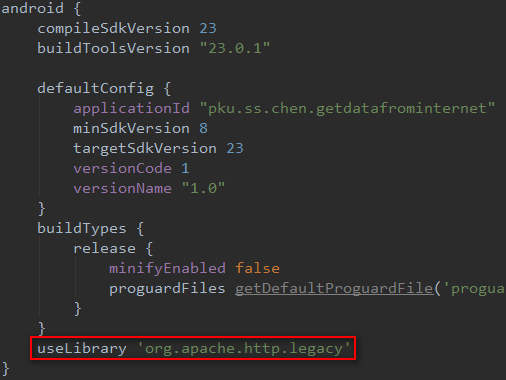 android {
compileSdkVersion 23
buildToolsVersion "23.0.1"
defaultConfig {
applicationId "pku.ss.chen.getdatafrominternet"
minSdkVersion 8
targetSdkVersion 23
versionCode 1
versionName "1.0"
}
buildTypes {
release {
minifyEnabled false
proguardFiles getDefaultProguardFile('progua
}
}
useLibrary 'org.apache.http.legacy'
}